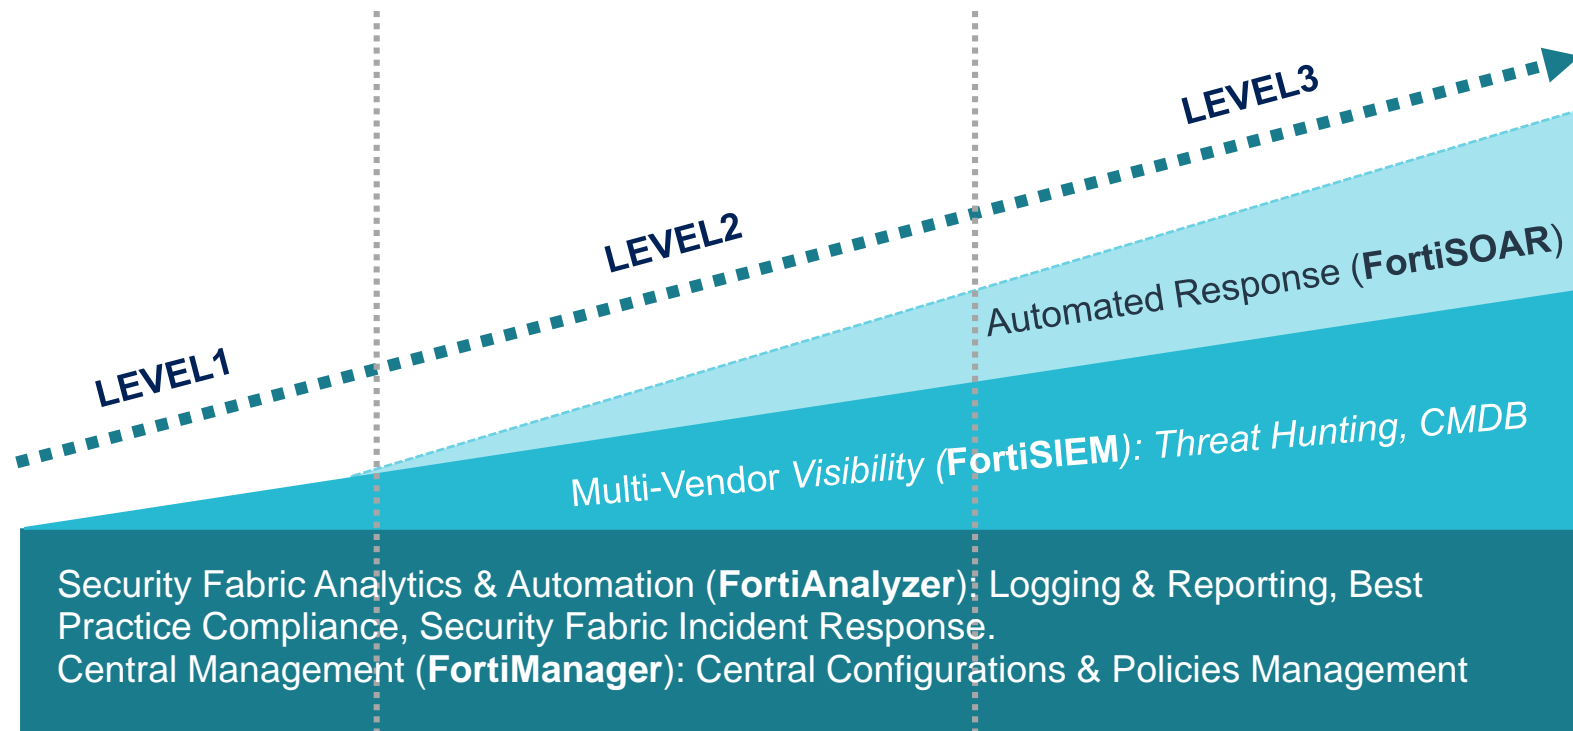 LEVEL1
LEVEL2
LEVEL3
Automated Response (FortiSOAR)
Multi-Vendor Visibility (FortiSIEM): Threat Hunting, CMDB
Security Fabric Analytics & Automation (FortiAnalyzer): Logging & Reporting, Best
Practice Compliance, Security Fabric Incident Response.
Central Management (FortiManager): Central Configurations & Policies Management